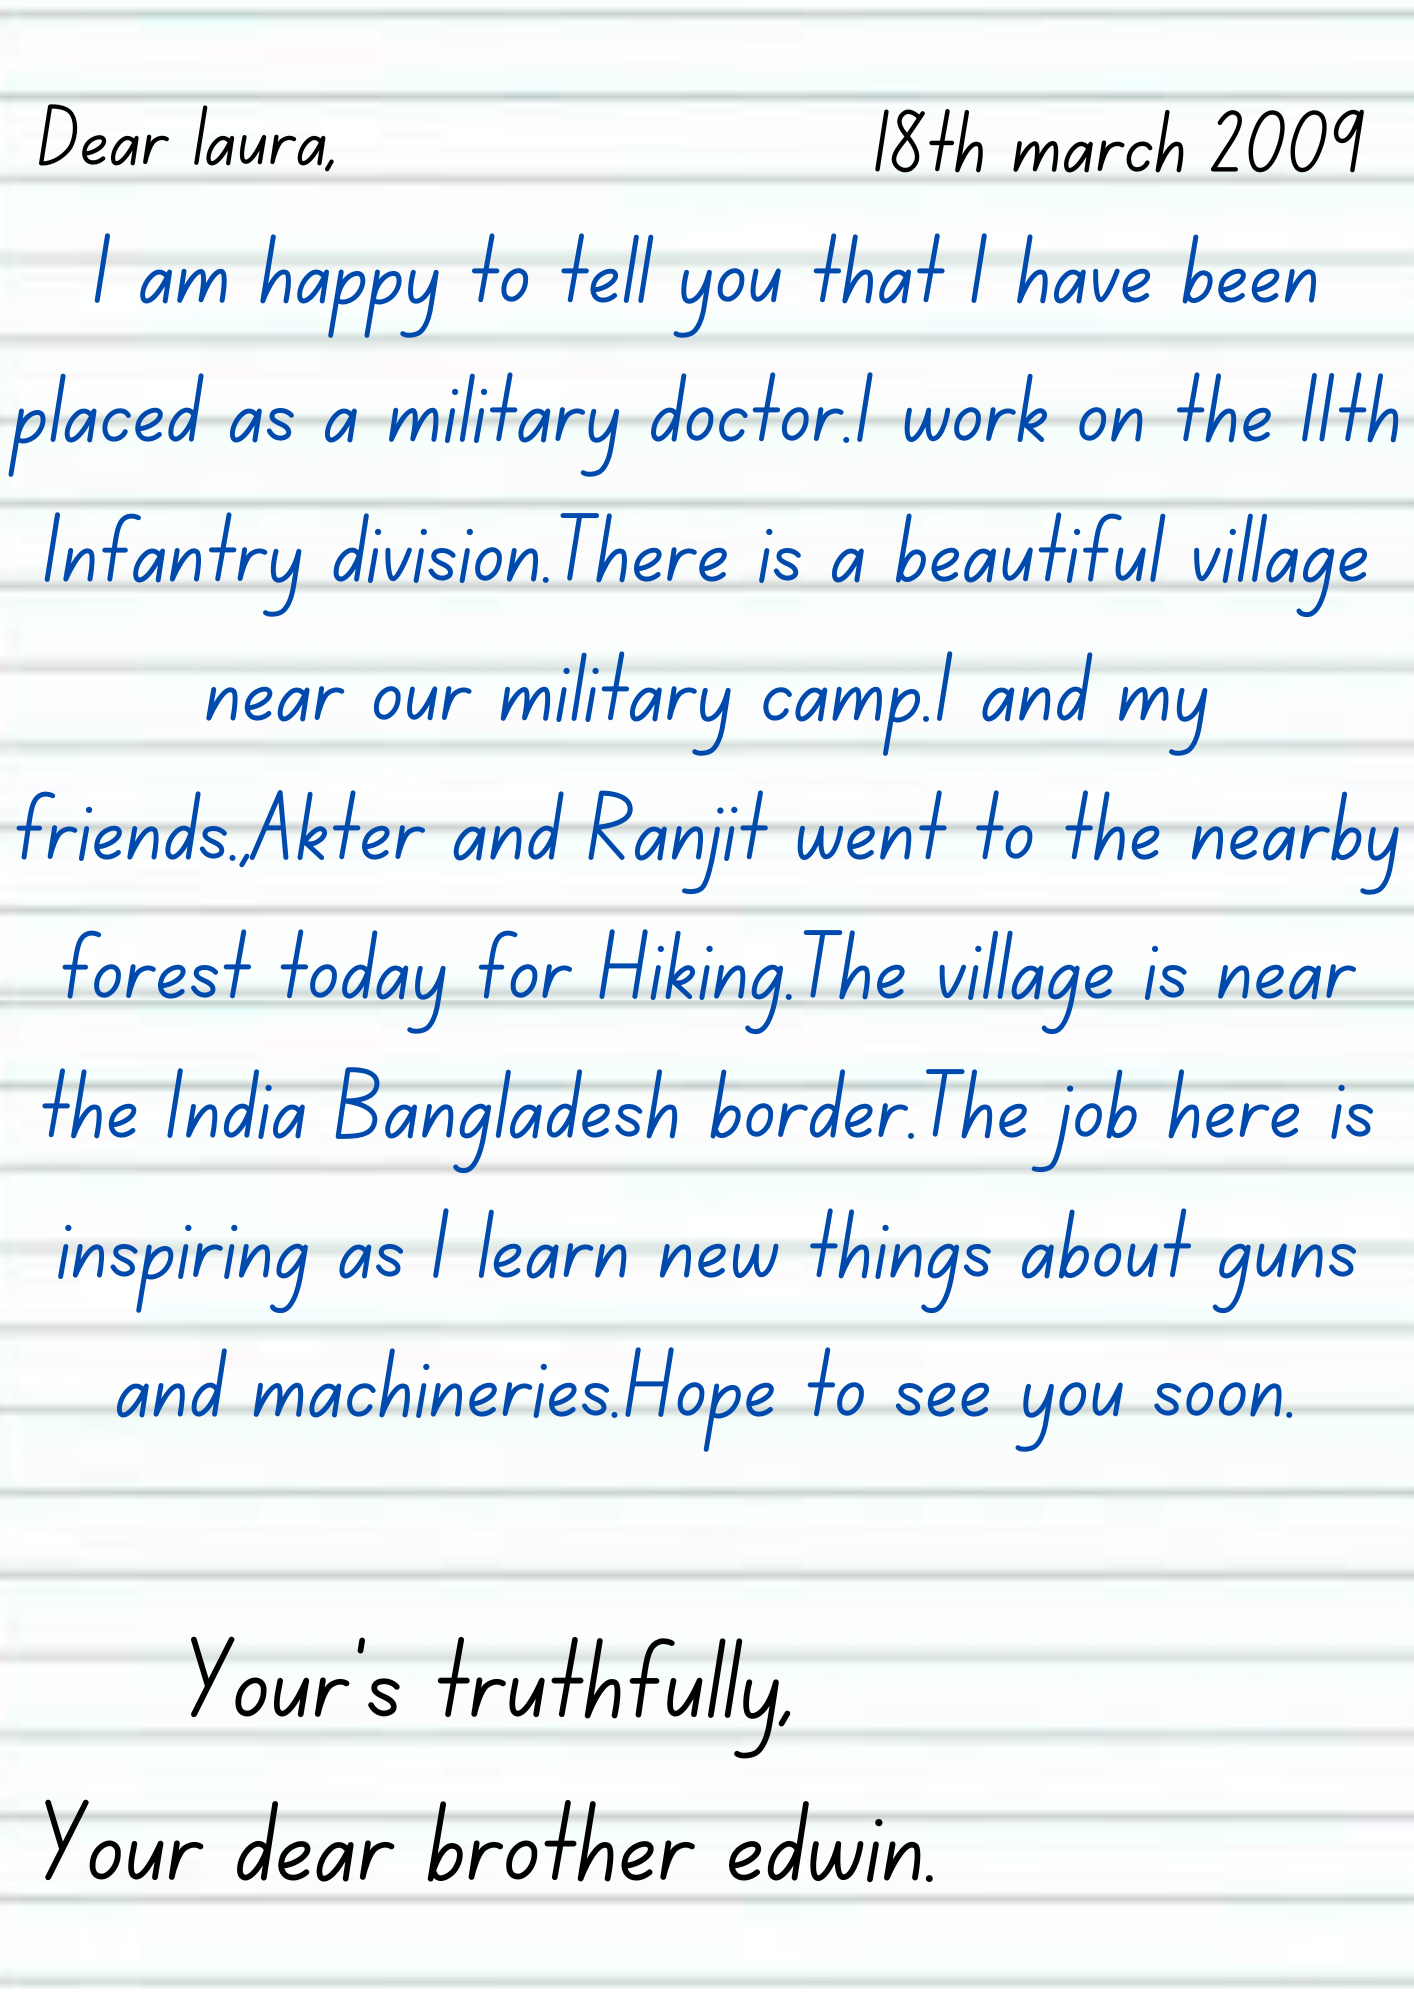 Dear laura, 18th march 2009
I am happy to tell you that I have been
placed as a military doctor.I work on the 11th
Infantry division.There is a beautiful village
near our military camp.I and my
friends.,Akter and Ranjit went to the nearby
forest today for Hiking.The village is near
the India Bangladesh border.The job here is
inspiring as I learn new things about guns
and machineries.Hope to see you soon.
Your's truthfully,
Your dear brother edwin.